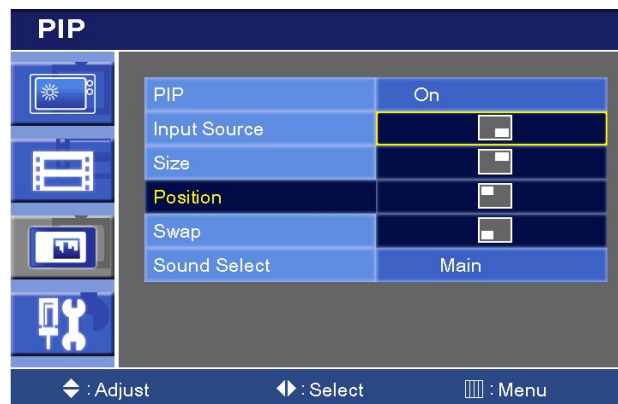 PIP
PIP On
Input Source
Size
Position
Swap
Sound Select Main
: Adjust : Select : Menu